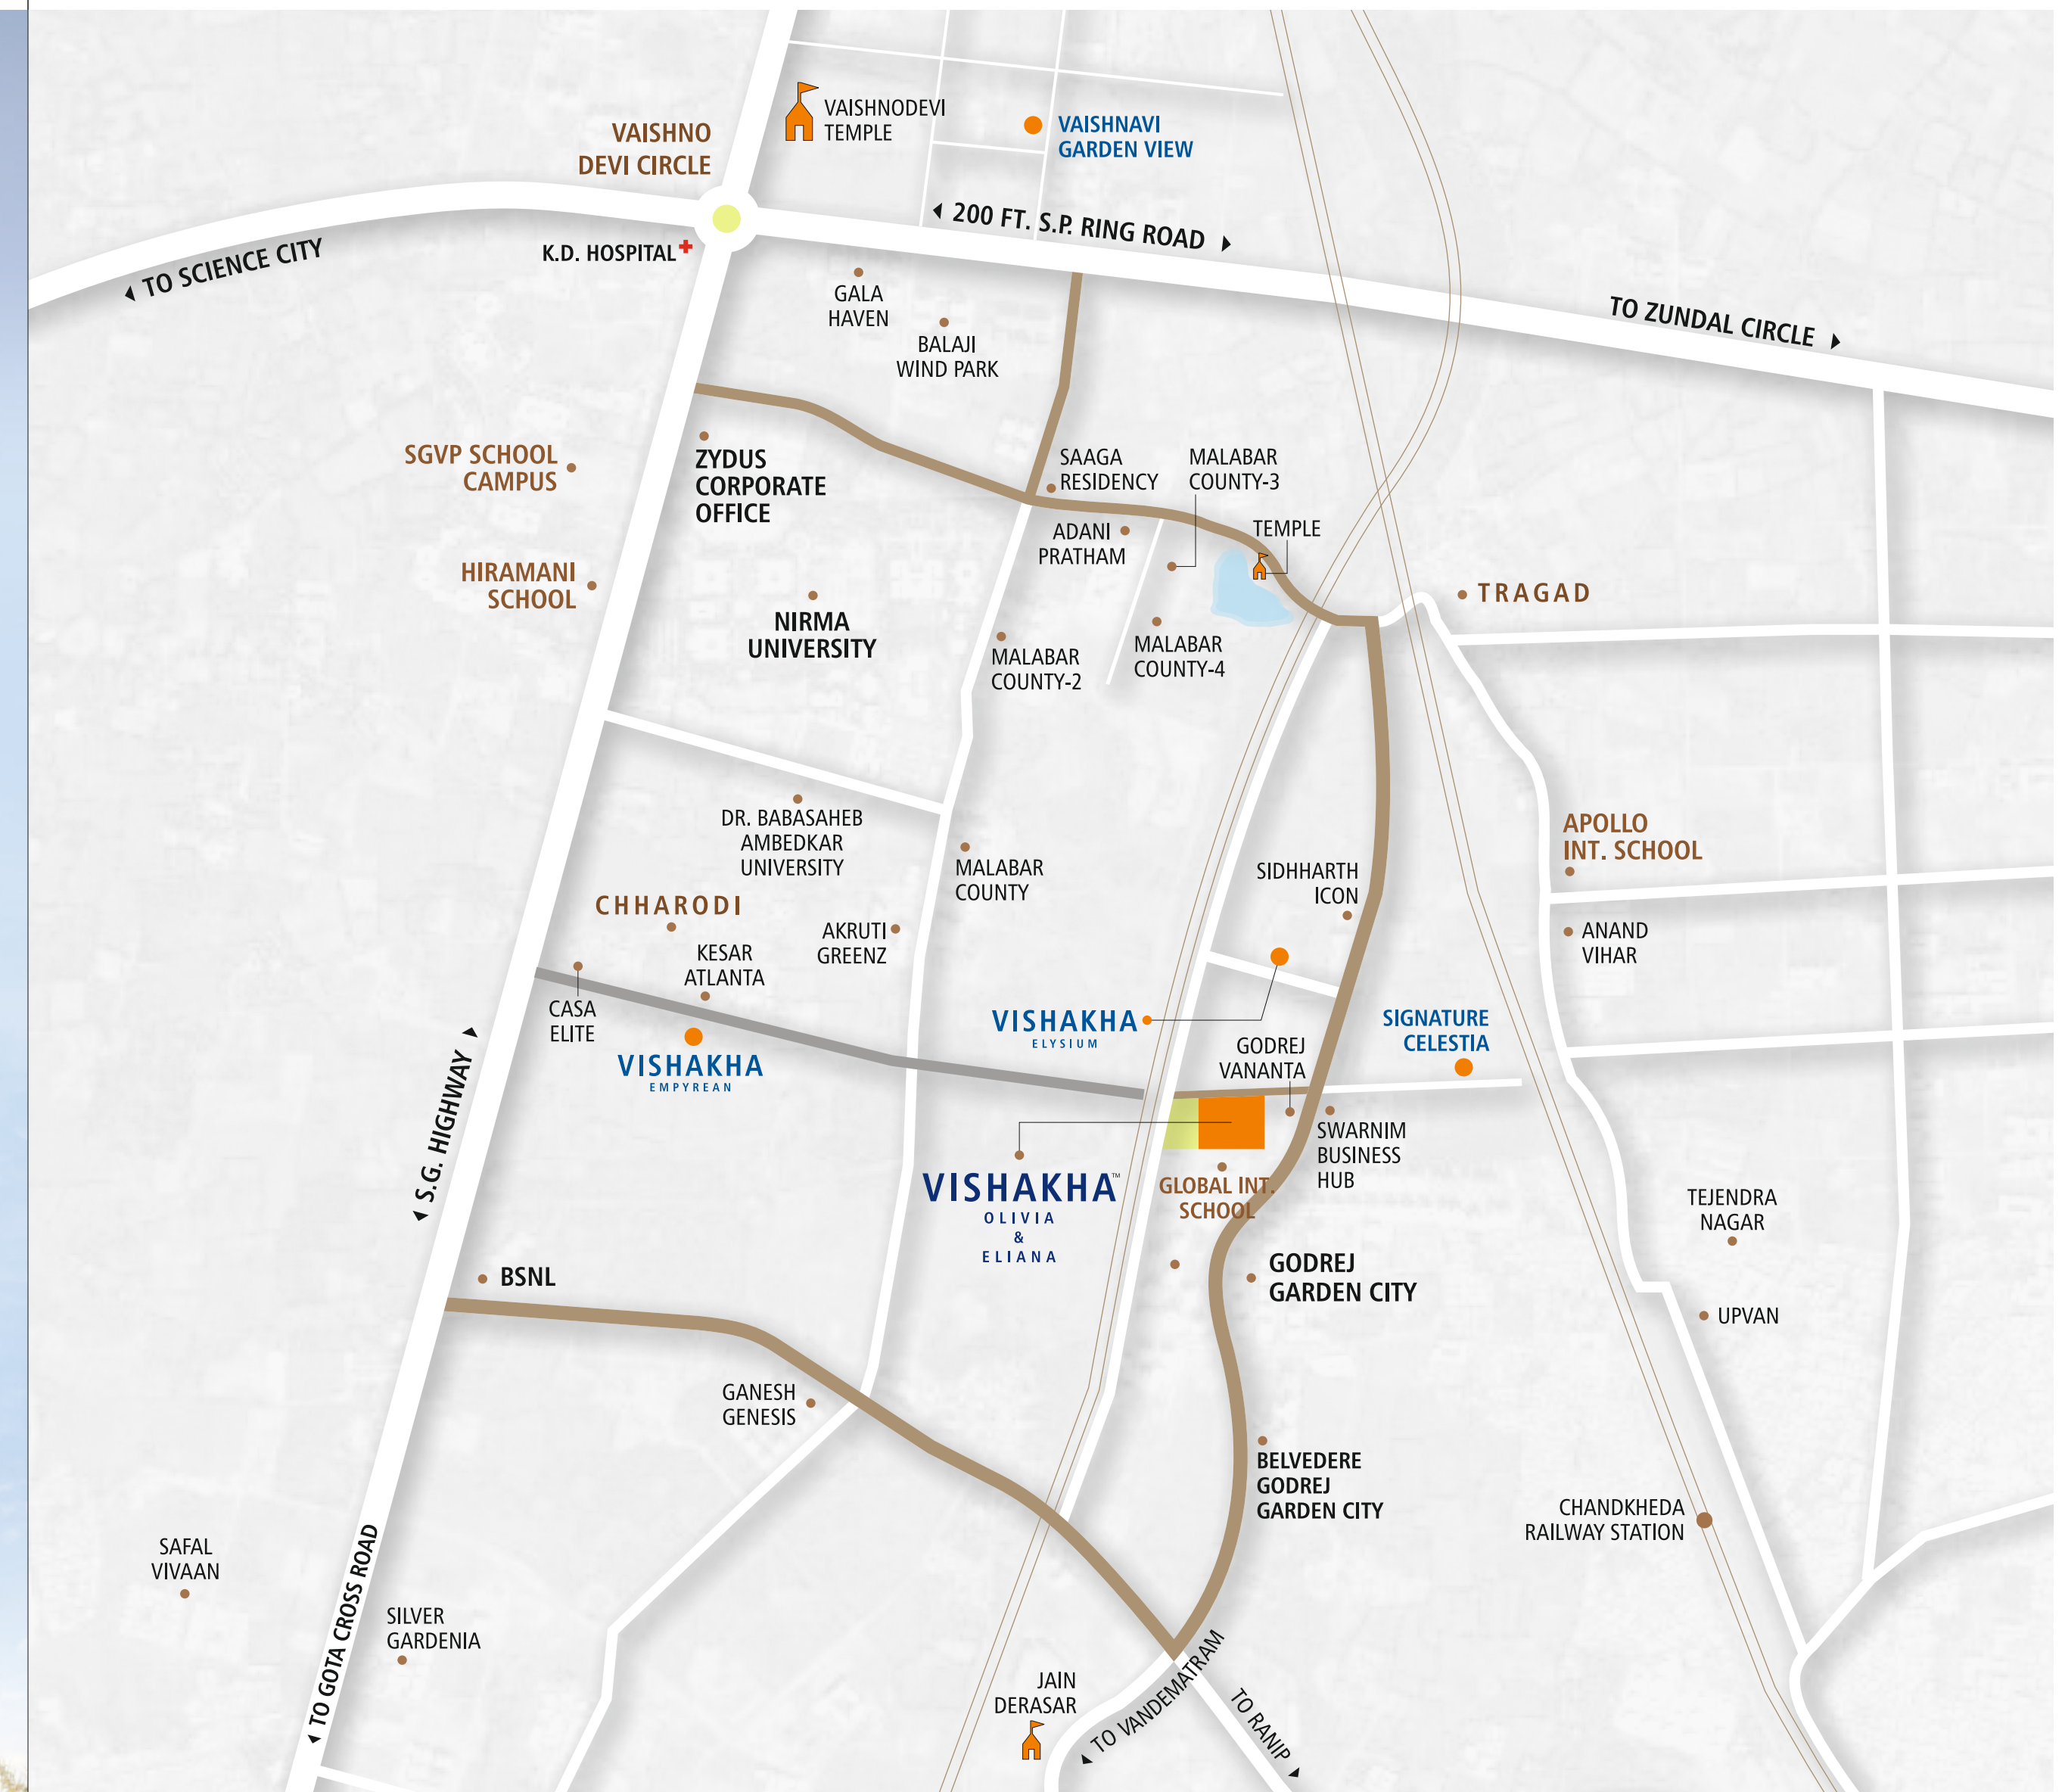 VAISHNODEVI
TEMPLE
VAISHNAVI
GARDEN VIEW
VAISHNO
DEVI CIRCLE
200 FT. S.P. RING ROAD
K.D. HOSPITAL
TO SCIENCE CITY
TO ZUNDAL CIRCLE
GALA
HAVEN
BALAJI
WIND PARK
SGVP SCHOOL
CAMPUS
ZYDUS
CORPORATE
OFFICE
SAAGA
RESIDENCY
MALABAR
COUNTY-3
ADANI
PRATHAM
TEMPLE
HIRAMANI
SCHOOL
TRAGAD
NIRMA
UNIVERSITY
MALABAR
COUNTY-2
MALABAR
COUNTY-4
DR. BABASAHEB
AMBEDKAR
UNIVERSITY
MALABAR
COUNTY
APOLLO
INT. SCHOOL
SIDHHARTH
ICON
CHHARODI
AKRUTI
GREENZ
ANAND
VIHAR
KESAR
ATLANTA
CASA
ELITE
VISHAKHA
ELYSIUM
SIGNATURE
CELESTIA
VISHAKHA
EMPYREAN
GODREJ
VANANTA
S.G. HIGHWAY
SWARNIM
BUSINESS
HUB
VISHAKHA™
OLIVIA
&
ELIANA
GLOBAL INT.
SCHOOL
TEJENDRA
NAGAR
BSNL
GODREJ
GARDEN CITY
UPVAN
GANESH
GENESIS
BELVEDERE
GODREJ
GARDEN CITY
CHANDKHEDA
RAILWAY STATION
SAFAL
VIVAAN
TO GOTA CROSS ROAD
SILVER
GARDENIA
JAIN
DERASAR
TO VANDEMATRAM
TO RANIP